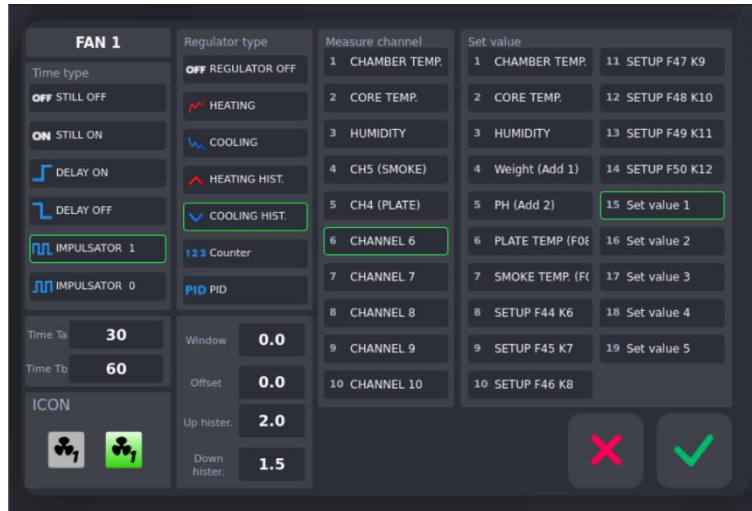 FAN 1
Time type
OFF STILL OFF
ON STILL ON
DELAY ON
DELAY OFF
IMPULSATOR 1
IMPULSATOR 0
Time Ta 30
Time Tb 60
ICON
1 1
Regulator type
OFF REGULATOR OFF
HEATING
COOLING
HEATING HIST.
COOLING HIST.
123 Counter
PID PID
Window 0.0
Offset 0.0
Up hister. 2.0
Down
hister. 1.5
Measure channel
1 CHAMBER TEMP.
2 CORE TEMP.
3 HUMIDITY
4 CH5 (SMOKE)
5 CH4 (PLATE)
6 CHANNEL 6
7 CHANNEL 7
8 CHANNEL 8
9 CHANNEL 9
10 CHANNEL 10
Set value
1 CHAMBER TEMP.
2 CORE TEMP.
3 HUMIDITY
4 Weight (Add 1)
5 PH (Add 2)
6 PLATE TEMP (F08
7 SMOKE TEMP. (F0
8 SETUP F44 K6
9 SETUP F45 K7
10 SETUP F46 K8
11 SETUP F47 K9
12 SETUP F48 K10
13 SETUP F49 K11
14 SETUP F50 K12
15 Set value 1
16 Set value 2
17 Set value 3
18 Set value 4
19 Set value 5